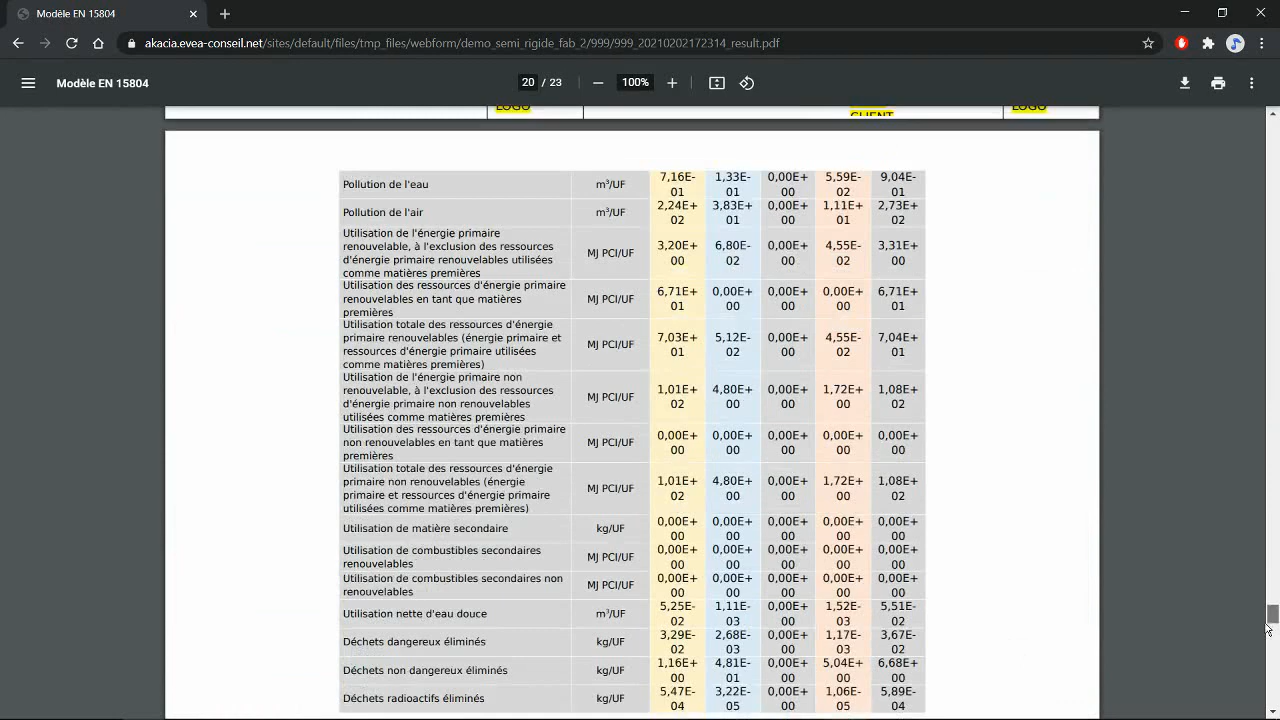 Modèle EN 15804
akacia.evea-conseil.net/sites/default/files/tmp_files/webform/demo_semi_rigide_fab_2/999/999_20210202172314_result.pdf
Modèle EN 15804
20 / 23
100%
LOGO
CLIENT
LOGO
Pollution de l'eau m³/UF 7,16E-01 1,33E-01 0,00E+00 5,59E-02 9,04E-01
Pollution de l'air m³/UF 2,24E+02 3,83E+01 0,00E+00 1,11E+01 2,73E+02
Utilisation de l'énergie primaire
renouvelable, à l'exclusion des ressources
d'énergie primaire renouvelables utilisées
comme matières premières
MJ PCI/UF 3,20E+00 6,80E-02 0,00E+00 4,55E-02 3,31E+00
Utilisation des ressources d'énergie primaire
renouvelables en tant que matières
premières
MJ PCI/UF 6,71E+01 0,00E+00 0,00E+00 0,00E+00 6,71E+01
Utilisation totale des ressources d'énergie
primaire renouvelables (énergie primaire et
ressources d'énergie primaire utilisées
comme matières premières)
MJ PCI/UF 7,03E+01 5,12E-02 0,00E+00 4,55E-02 7,04E+01
Utilisation de l'énergie primaire non
renouvelable, à l'exclusion des ressources
d'énergie primaire non renouvelables
utilisées comme matières premières
MJ PCI/UF 1,01E+02 4,80E+00 0,00E+00 1,72E+00 1,08E+02
Utilisation des ressources d'énergie primaire
non renouvelables en tant que matières
premières
MJ PCI/UF 0,00E+00 0,00E+00 0,00E+00 0,00E+00 0,00E+00
Utilisation totale des ressources d'énergie
primaire non renouvelables (énergie
primaire et ressources d'énergie primaire
utilisées comme matières premières)
MJ PCI/UF 1,01E+02 4,80E+00 0,00E+00 1,72E+00 1,08E+02
Utilisation de matière secondaire kg/UF 0,00E+00 0,00E+00 0,00E+00 0,00E+00 0,00E+00
Utilisation de combustibles secondaires
renouvelables
MJ PCI/UF 0,00E+00 0,00E+00 0,00E+00 0,00E+00 0,00E+00
Utilisation de combustibles secondaires non
renouvelables
MJ PCI/UF 0,00E+00 0,00E+00 0,00E+00 0,00E+00 0,00E+00
Utilisation nette d'eau douce m³/UF 5,25E-02 1,11E-03 0,00E+00 1,52E-03 5,51E-02
Déchets dangereux éliminés kg/UF 3,29E-02 2,68E-03 0,00E+00 1,17E-03 3,67E-02
Déchets non dangereux éliminés kg/UF 1,16E+00 4,81E-01 0,00E+00 5,04E+00 6,68E+00
Déchets radioactifs éliminés kg/UF 5,47E-04 3,22E-05 0,00E+00 1,06E-05 5,89E-04